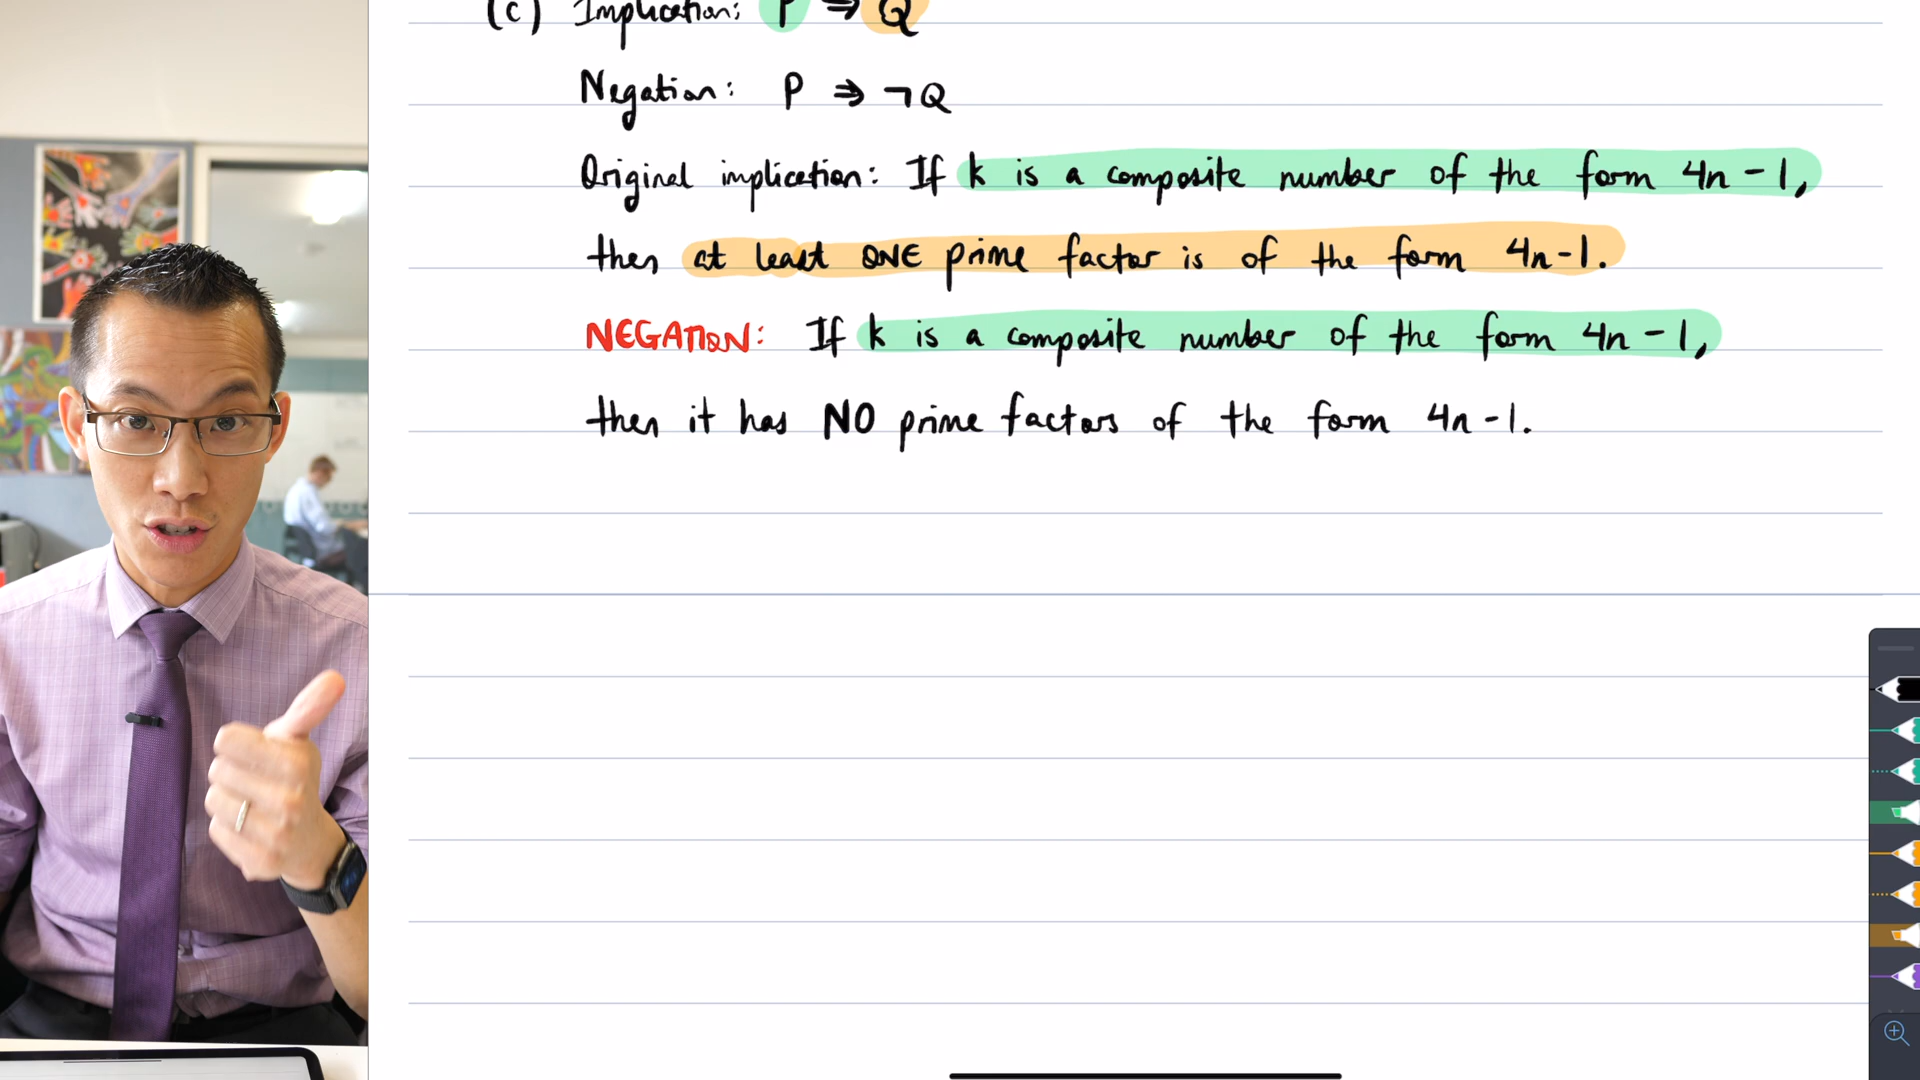 (c) Implication: P ⇒ Q
Negation: P ⇒ ¬Q
Original implication: If k is a composite number of the form 4n-1,
then at least ONE prime factor is of the form 4n-1.
NEGATION: If k is a composite number of the form 4n-1,
then it has NO prime factors of the form 4n-1.